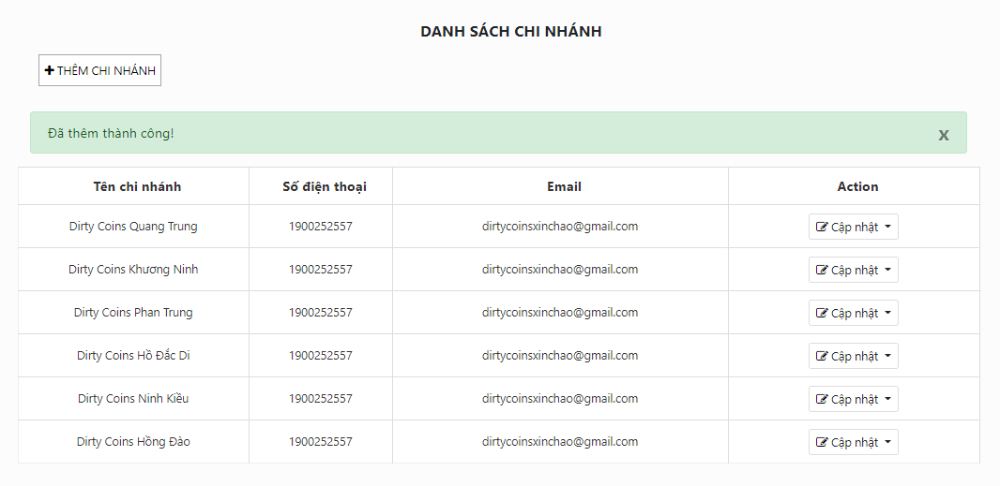 DANH SÁCH CHI NHÁNH
THÊM CHI NHÁNH
Đã thêm thành công!
x
Tên chi nhánh Số điện thoại Email Action
Dirty Coins Quang Trung 1900252557 dirtycoinsxinchao@gmail.com Cập nhật
Dirty Coins Khương Ninh 1900252557 dirtycoinsxinchao@gmail.com Cập nhật
Dirty Coins Phan Trung 1900252557 dirtycoinsxinchao@gmail.com Cập nhật
Dirty Coins Hồ Đắc Di 1900252557 dirtycoinsxinchao@gmail.com Cập nhật
Dirty Coins Ninh Kiều 1900252557 dirtycoinsxinchao@gmail.com Cập nhật
Dirty Coins Hồng Đào 1900252557 dirtycoinsxinchao@gmail.com Cập nhật